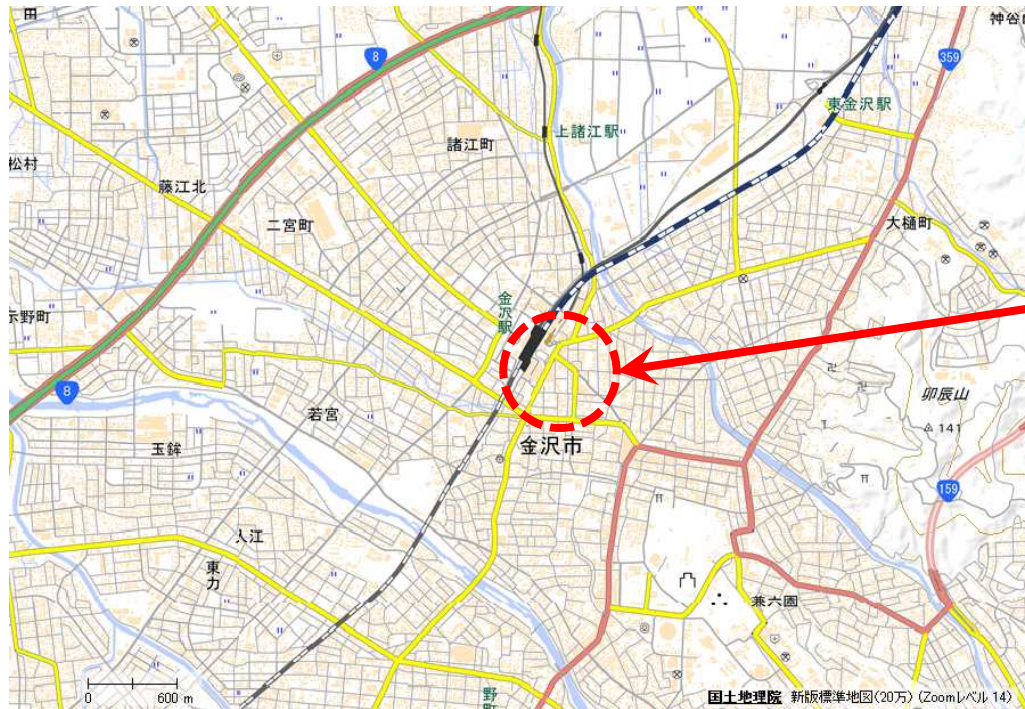 田
神谷
8
359
東金沢駅
上諸江駅
諸江町
松村
藤江北
二宮町
大樋町
金沢駅
示野町
8
卯辰山
141
若宮
金沢市
玉鉾
159
入江
東力
兼六園
0
600 m
野
国土地理院 新版標準地図(20万) (Zoomレベル 14)